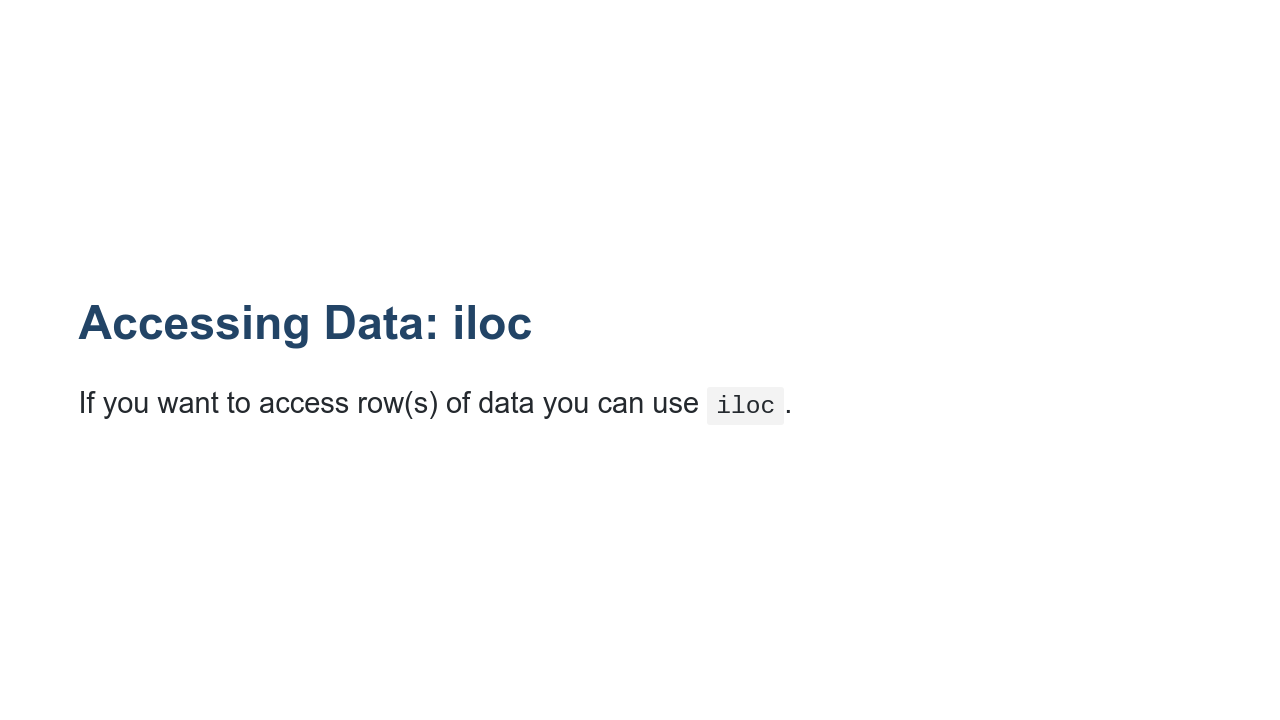 Accessing Data: iloc
If you want to access row(s) of data you can use iloc.